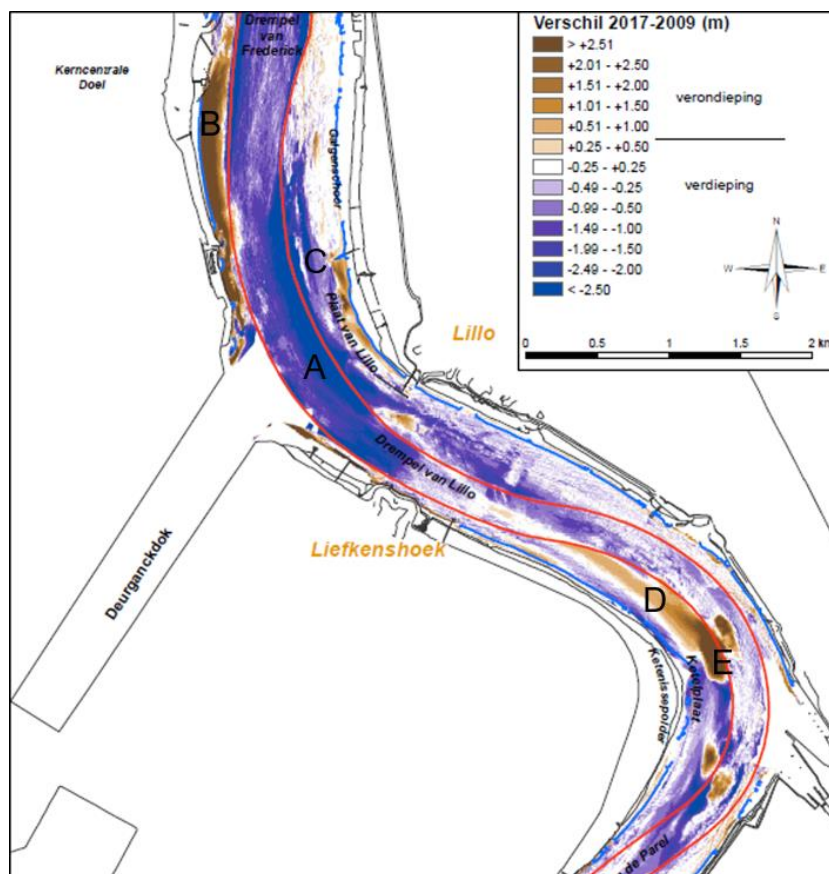 Drempel
van
Frederick
Kerncentrale
Doel
B
Galgenschoor
C
Plaat van Lillo
Lillo
A
Drempel van Lillo
Liefkenshoek
Deurganckdok
D
E
Ketelplaat
Ketenissepolder
de Parel
Verschil 2017-2009 (m)
> +2.51
+2.01 - +2.50
+1.51 - +2.00
+1.01 - +1.50
+0.51 - +1.00
+0.25 - +0.50
-0.25 - +0.25
-0.49 - -0.25
-0.99 - -0.50
-1.49 - -1.00
-1.99 - -1.50
-2.49 - -2.00
< -2.50
verondieping
verdieping
N
W
E
S
0 0.5 1 1.5 2 km